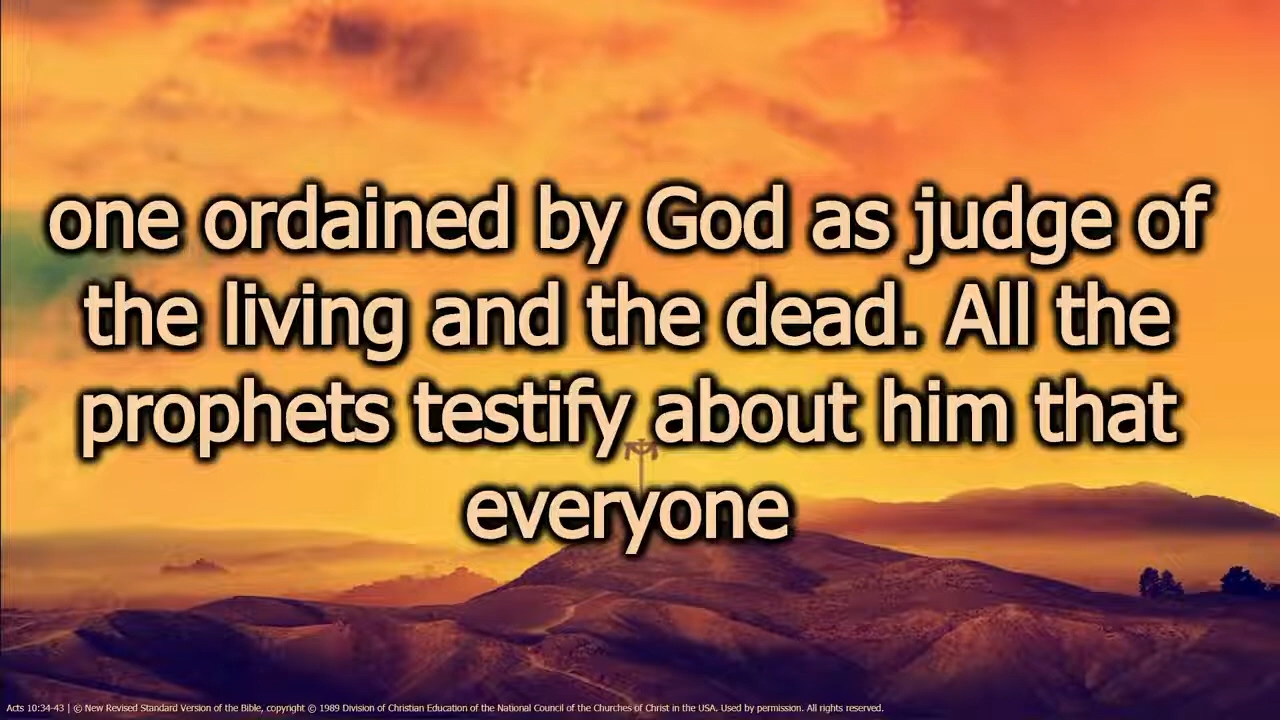 one ordained by God as judge of
the living and the dead. All the
prophets testify about him that
everyone
Acts 10:34-43 | © New Revised Standard Version of the Bible, copyright © 1989 Division of Christian Education of the National Council of the Churches of Christ in the USA. Used by permission. All rights reserved.